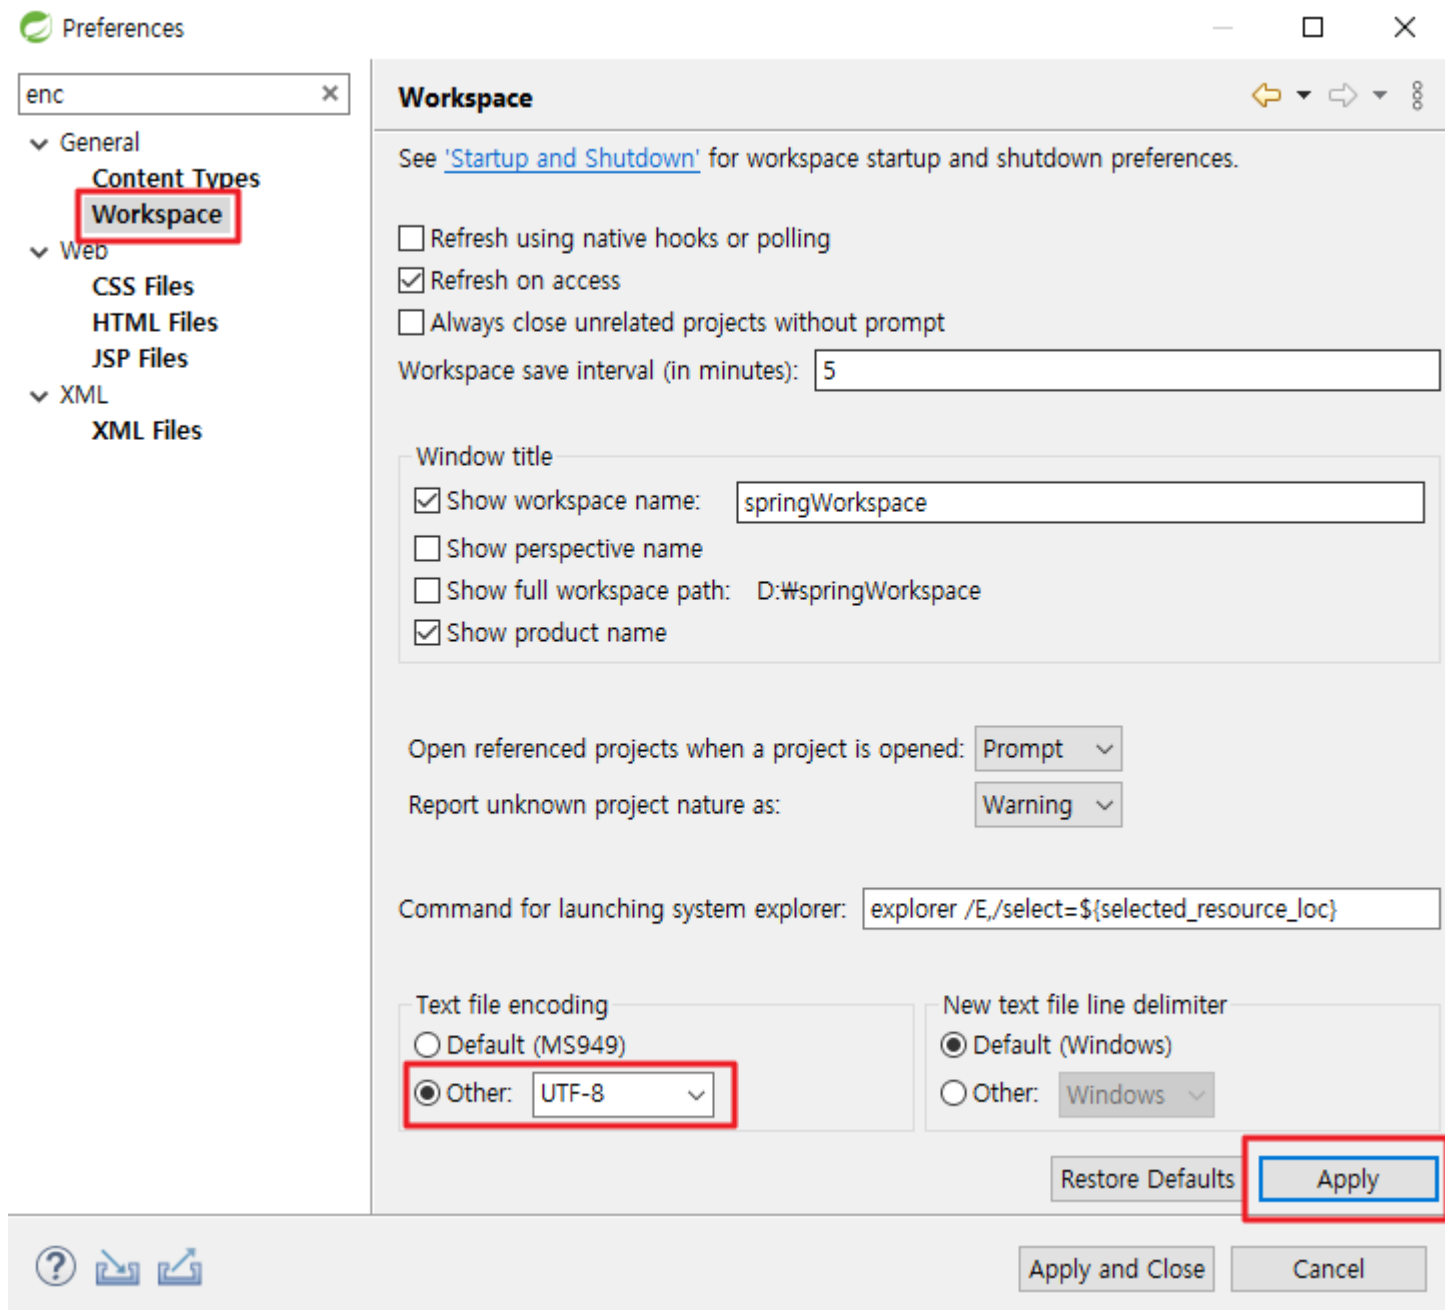 Preferences
enc
General
Content Types
Workspace
Web
CSS Files
HTML Files
JSP Files
XML
XML Files
Workspace
See 'Startup and Shutdown' for workspace startup and shutdown preferences.
Refresh using native hooks or polling
Refresh on access
Always close unrelated projects without prompt
Workspace save interval (in minutes): 5
Window title
Show workspace name: springWorkspace
Show perspective name
Show full workspace path: D:₩springWorkspace
Show product name
Open referenced projects when a project is opened: Prompt
Report unknown project nature as: Warning
Command for launching system explorer: explorer /E,/select=${selected_resource_loc}
Text file encoding
Default (MS949)
Other: UTF-8
New text file line delimiter
Default (Windows)
Other: Windows
Restore Defaults Apply
Apply and Close Cancel